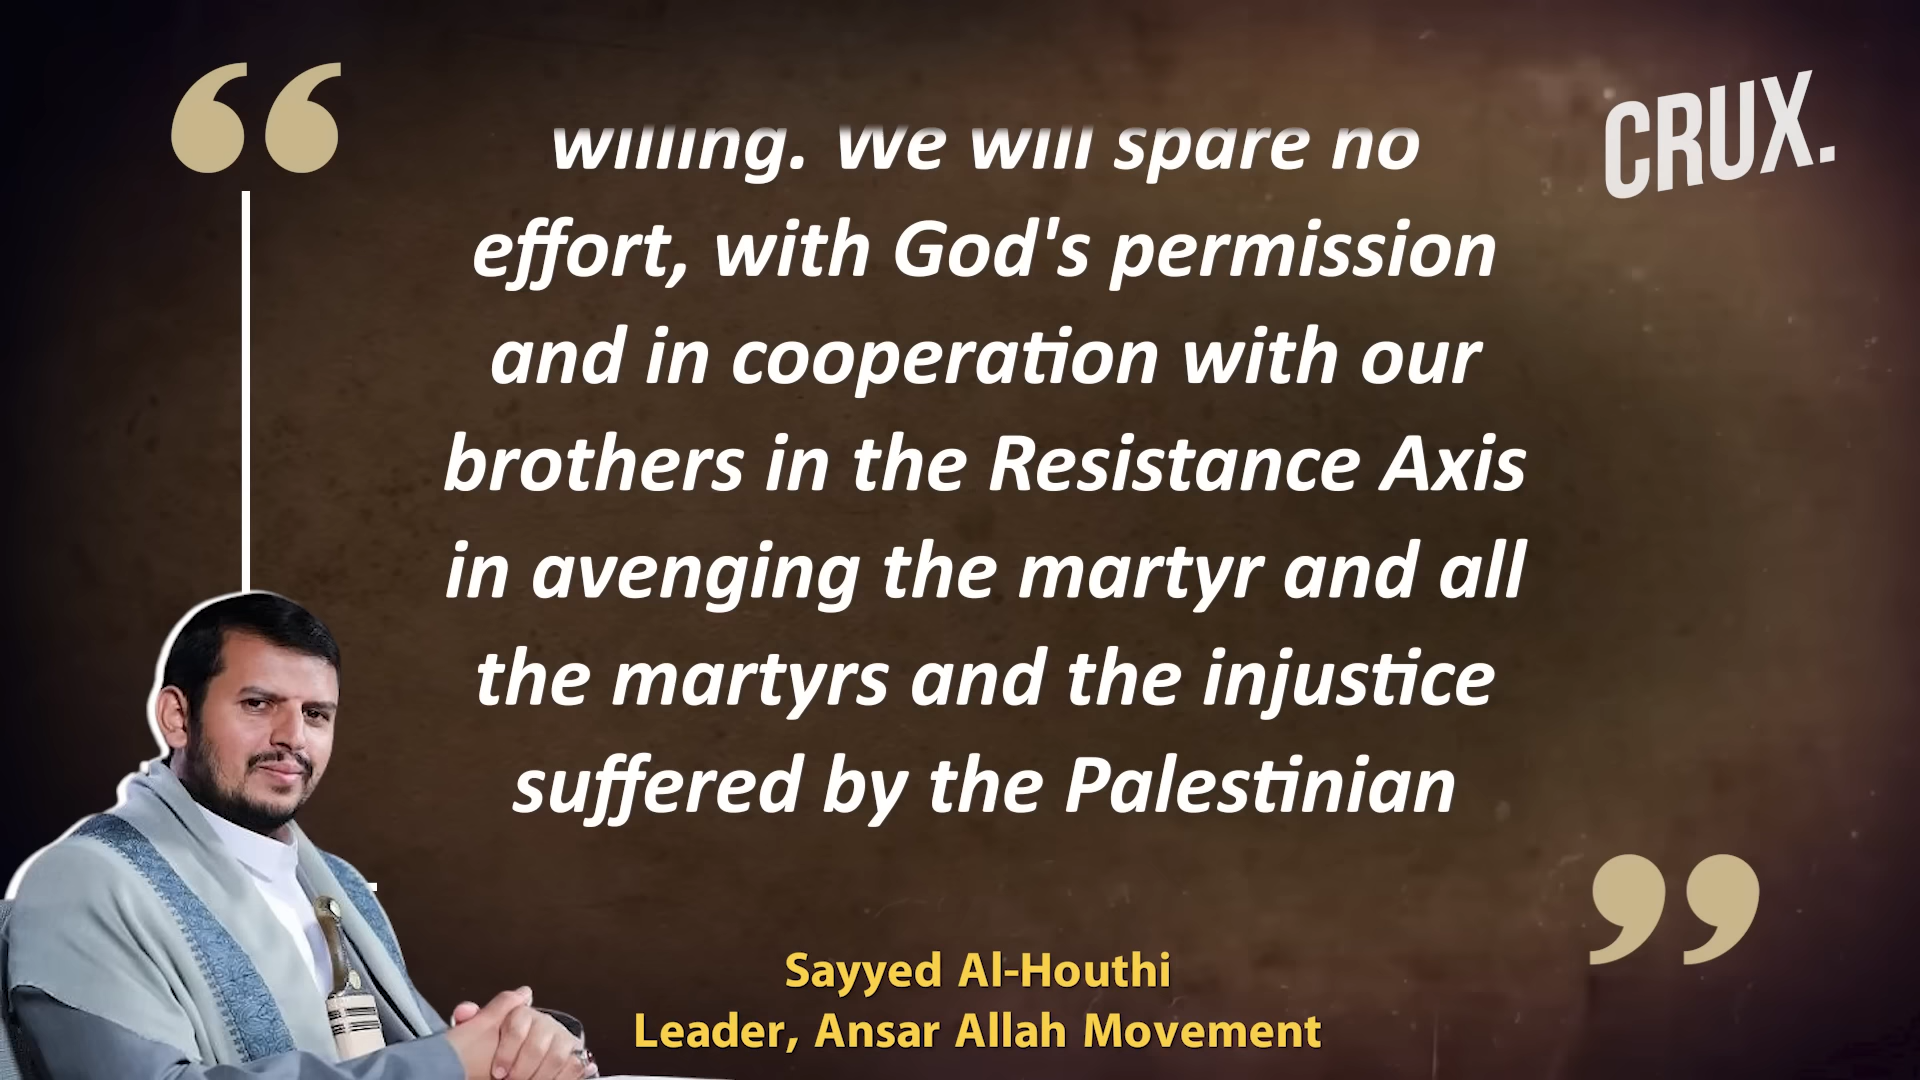 CRUX.
willing. We will spare no
effort, with God's permission
and in cooperation with our
brothers in the Resistance Axis
in avenging the martyr and all
the martyrs and the injustice
suffered by the Palestinian
Sayyed Al-Houthi
Leader, Ansar Allah Movement